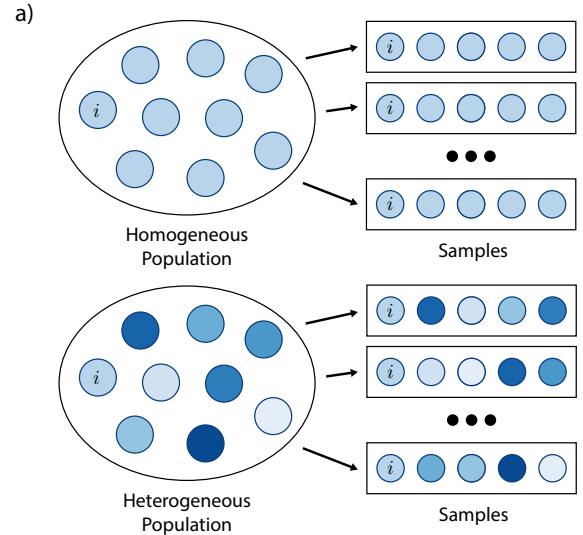 a)
i
i
i
i
Homogeneous
Population
Samples
i
i
i
i
Heterogeneous
Population
Samples